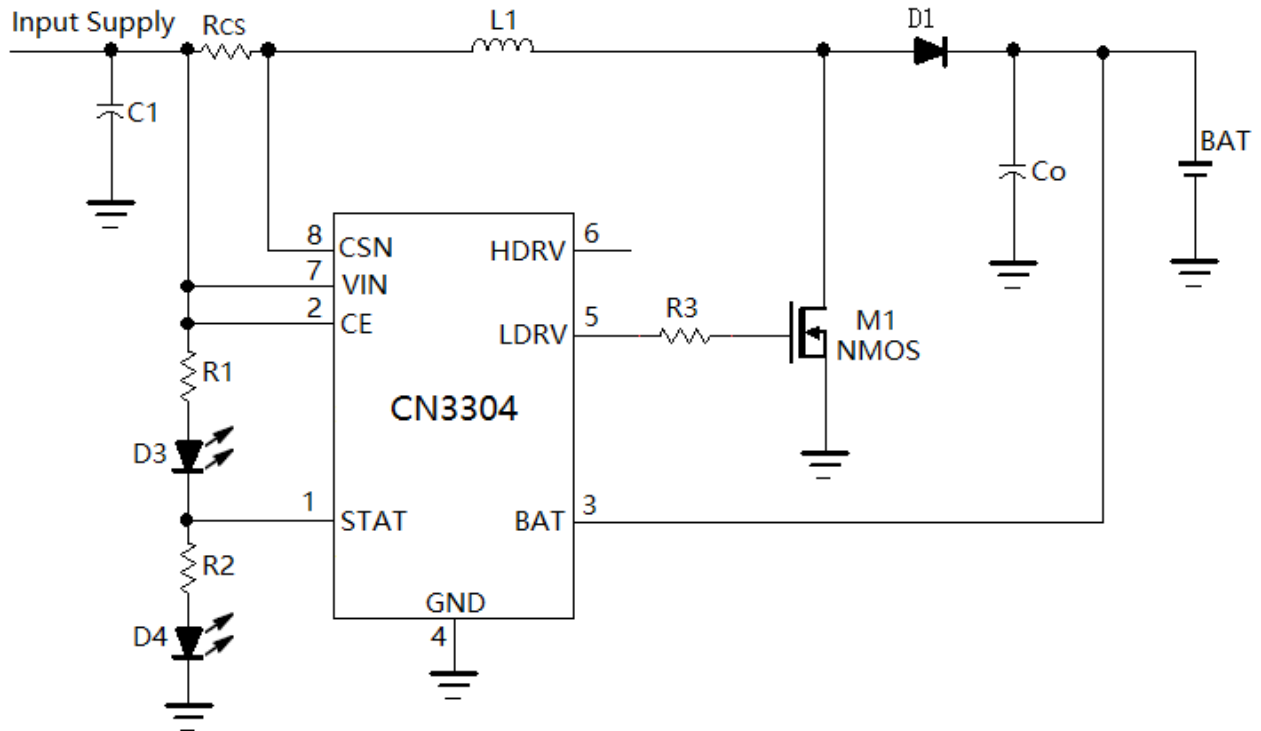 Input Supply
RCS
L1
D1
C1
Co
BAT
8
CSN
HDRV
6
7
VIN
2
CE
LDRV
5
R3
M1
NMOS
R1
CN3304
D3
1
STAT
BAT
3
R2
GND
4
D4